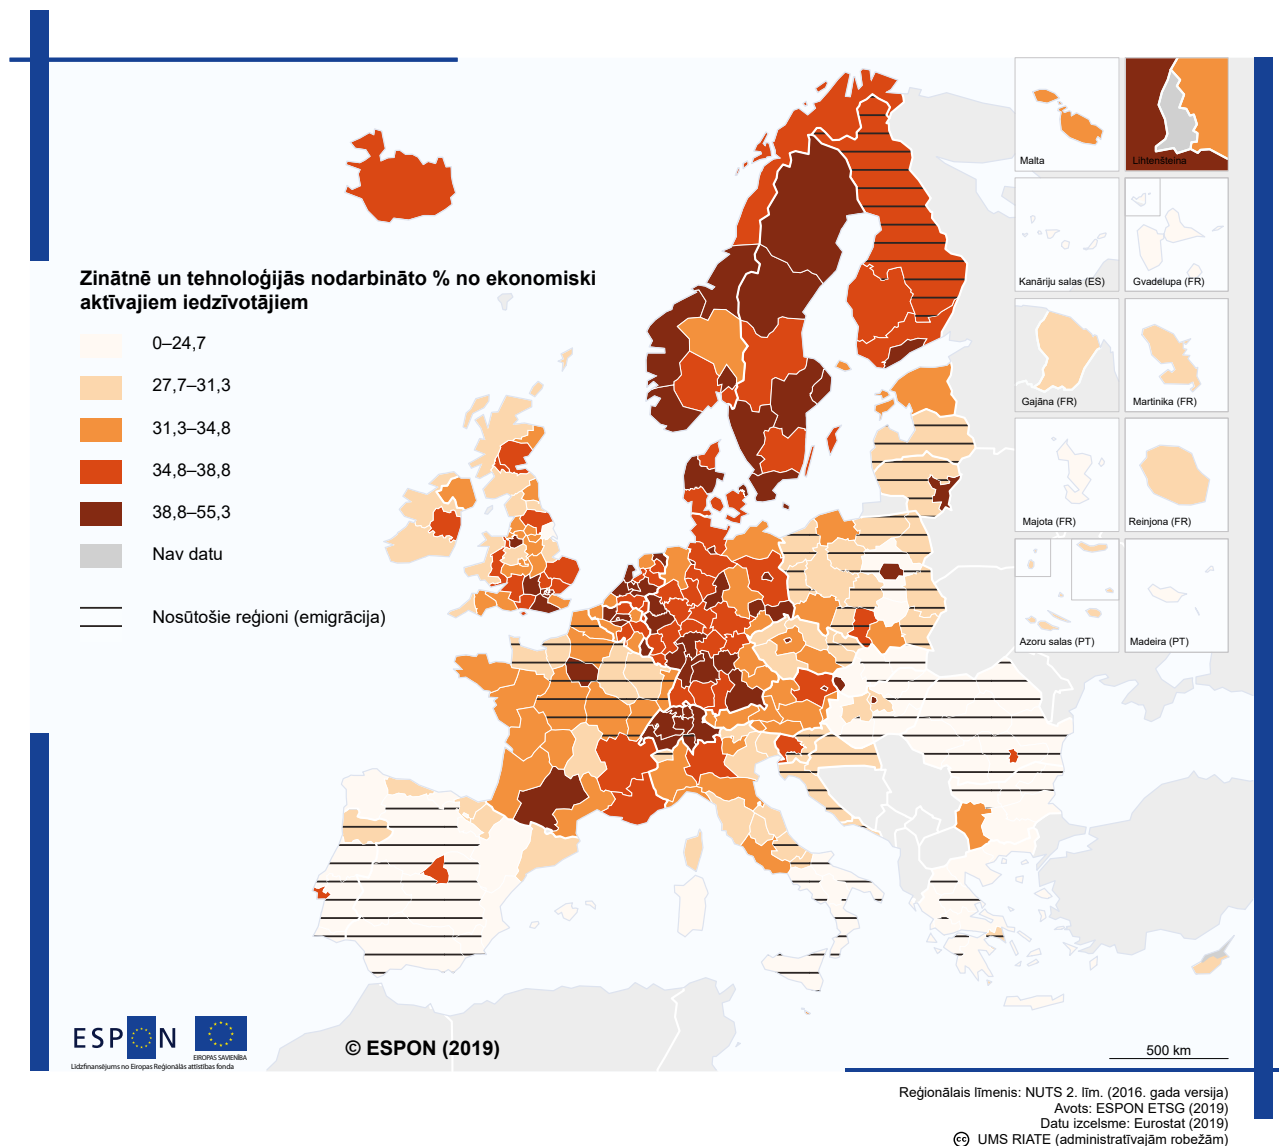 Zinātnē un tehnoloģijās nodarbināto % no ekonomiski
aktīvajiem iedzīvotājiem
0–24,7
27,7–31,3
31,3–34,8
34,8–38,8
38,8–55,3
Nav datu
Nosūtošie reģioni (emigrācija)
Malta
Lihtenšteina
Kanāriju salas (ES)
Gvadelupa (FR)
Gajāna (FR)
Martinika (FR)
Majota (FR)
Reinjona (FR)
Azoru salas (PT)
Madeira (PT)
ESPON
EIROPAS SAVIENĪBA
Līdzfinansējums no Eiropas Reģionālās attīstības fonda
© ESPON (2019)
500 km
Reģionālais līmenis: NUTS 2. līm. (2016. gada versija)
Avots: ESPON ETSG (2019)
Datu izcelsme: Eurostat (2019)
UMS RIATE (administratīvajām robežām)